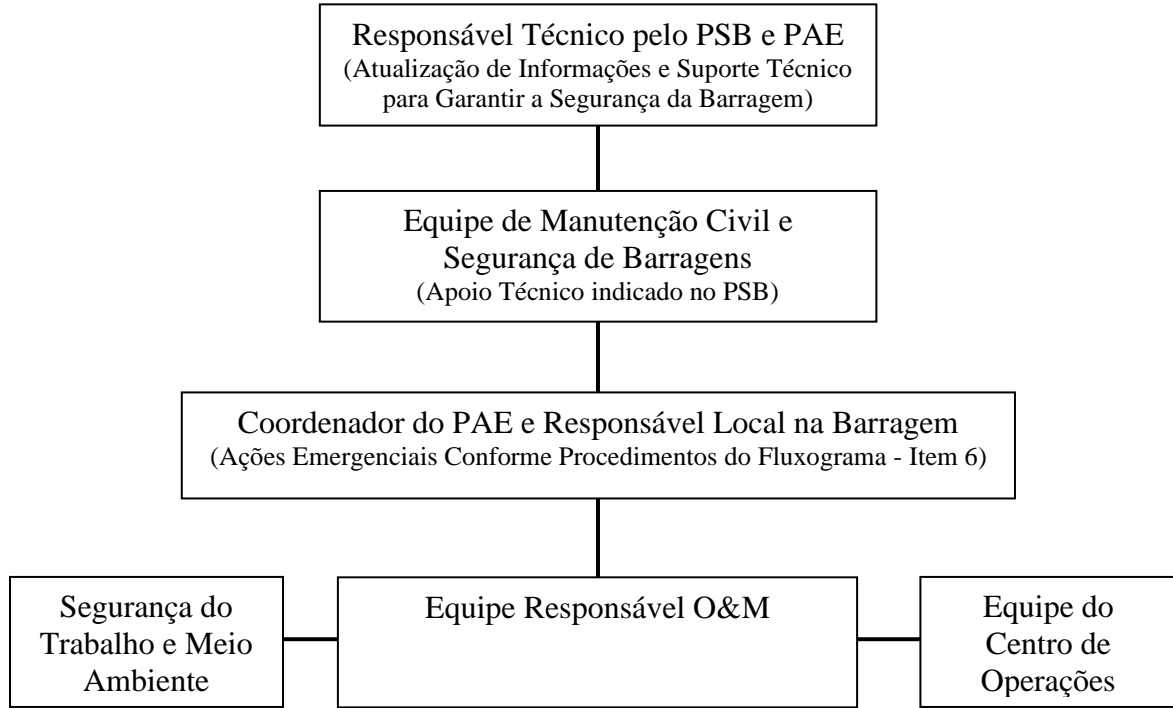 Responsável Técnico pelo PSB e PAE
(Atualização de Informações e Suporte Técnico
para Garantir a Segurança da Barragem)
Equipe de Manutenção Civil e
Segurança de Barragens
(Apoio Técnico indicado no PSB)
Coordenador do PAE e Responsável Local na Barragem
(Ações Emergenciais Conforme Procedimentos do Fluxograma - Item 6)
Segurança do
Trabalho e Meio
Ambiente
Equipe Responsável O&M
Equipe do
Centro de
Operações